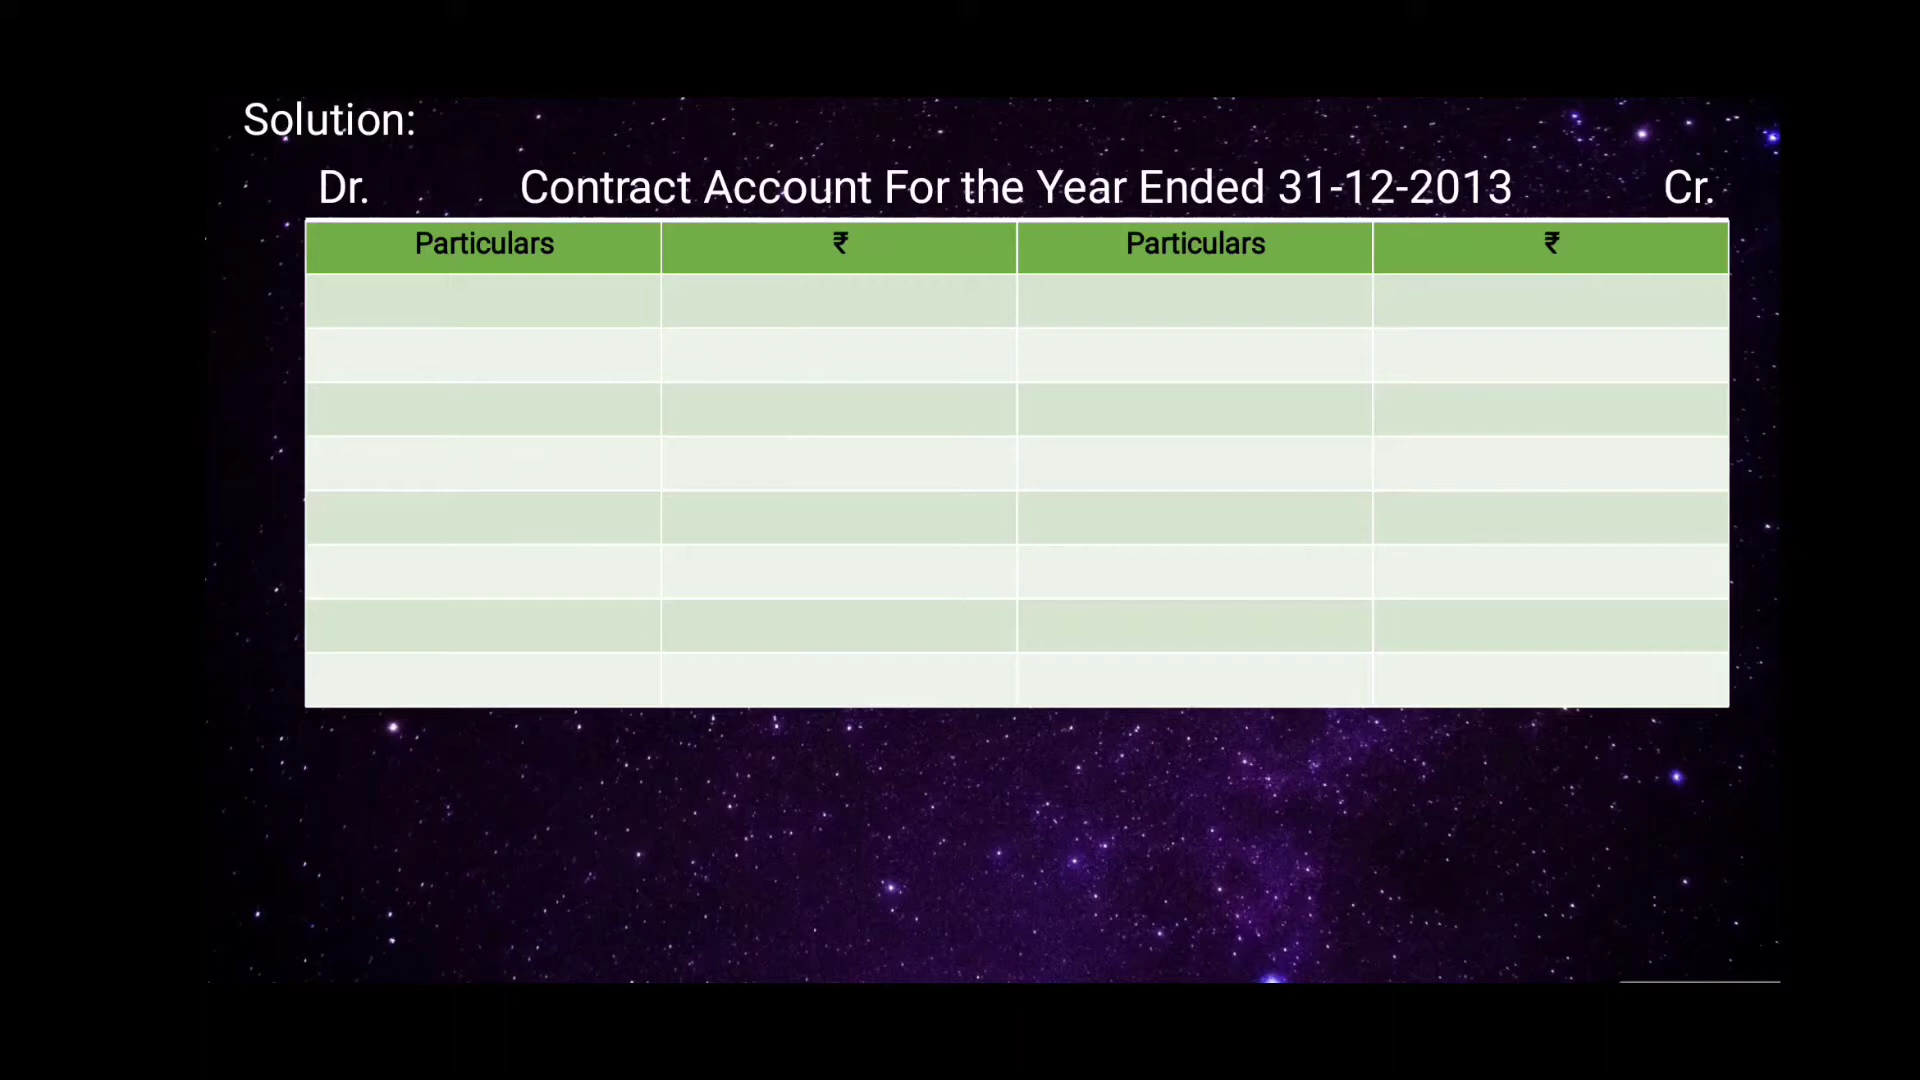 Solution:
Dr. Contract Account For the Year Ended 31-12-2013 Cr.
Particulars ₹ Particulars ₹